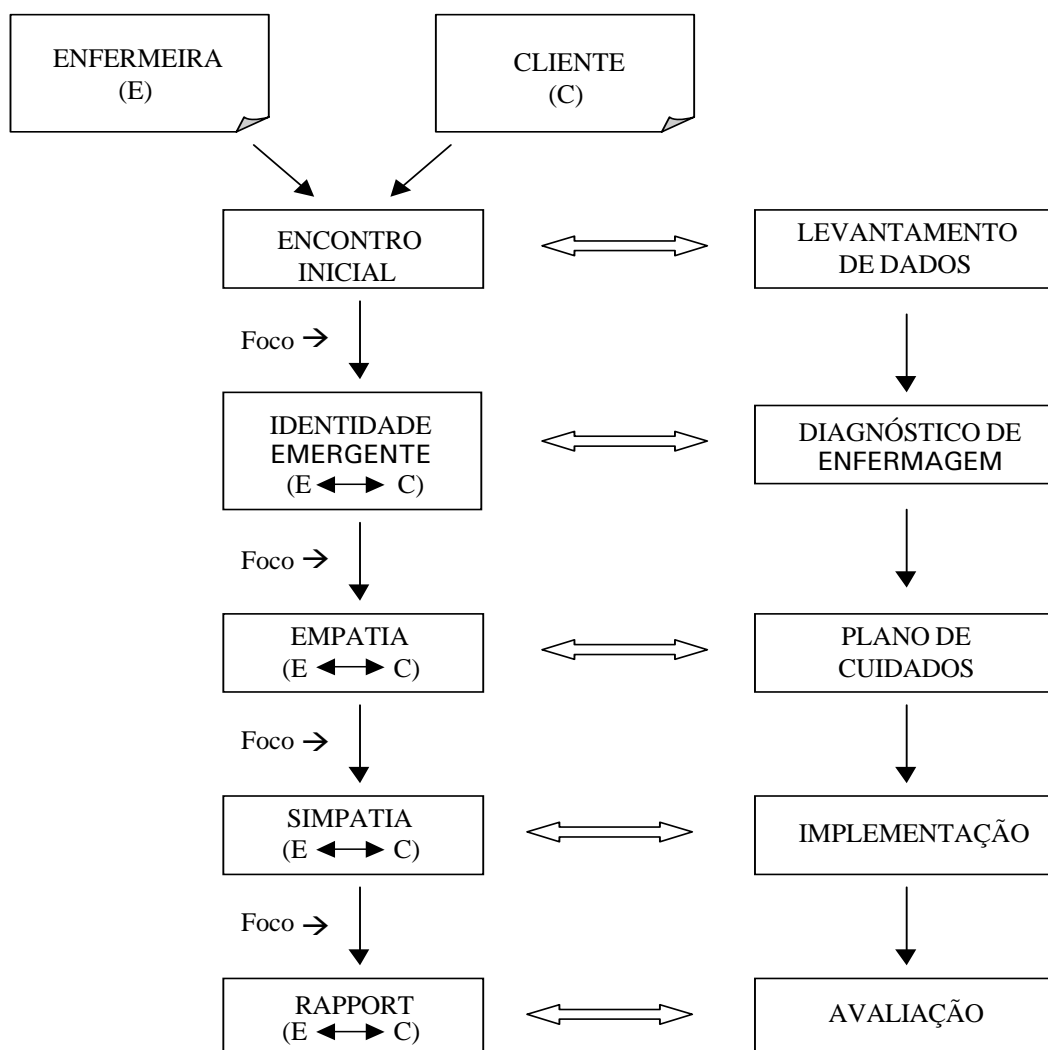 ENFERMEIRA
(E)
CLIENTE
(C)
ENCONTRO
INICIAL
LEVANTAMENTO
DE DADOS
Foco →
IDENTIDADE
EMERGENTE
(E ◄─► C)
DIAGNÓSTICO DE
ENFERMAGEM
Foco →
EMPATIA
(E ◄─► C)
PLANO DE
CUIDADOS
Foco →
SIMPATIA
(E ◄─► C)
IMPLEMENTAÇÃO
Foco →
RAPPORT
(E ◄─► C)
AVALIAÇÃO